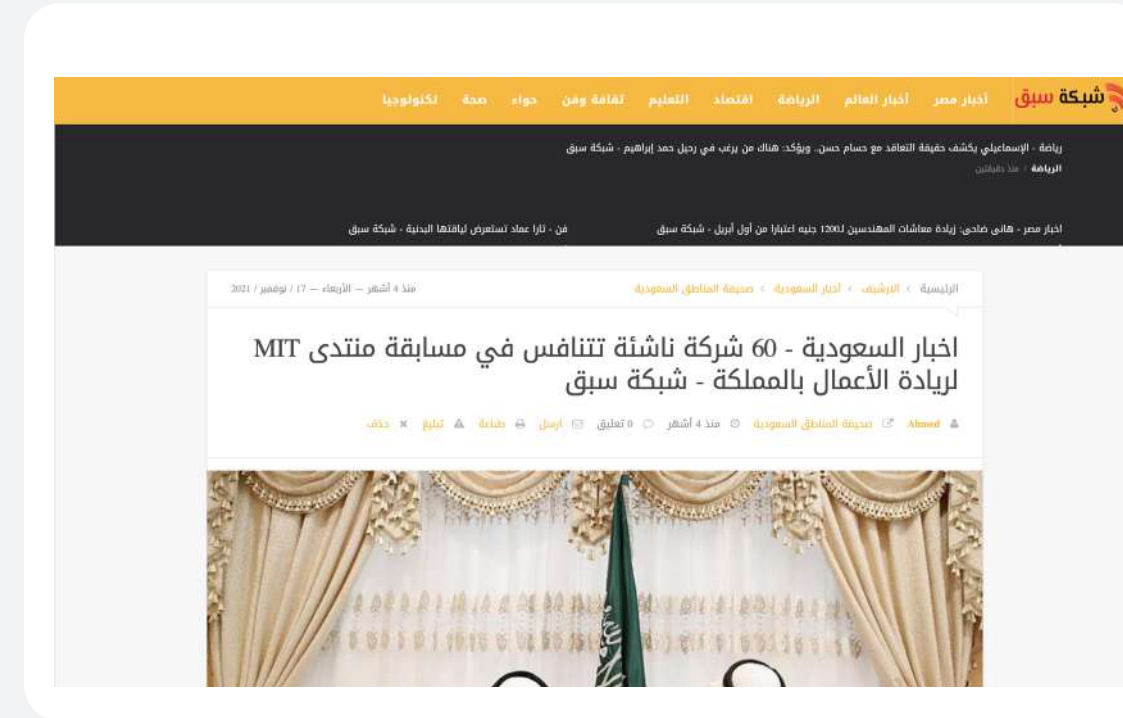 شبكة سبق أخبار مصر أخبار العالم الرياضة اقتصاد التعليم ثقافة وفن حواء صحة تكنولوجيا
رياضة - الإسماعيلي يكشف حقيقة التعاقد مع حسام حسن.. ويؤكد: هناك من يرغب في رحيل حمد إبراهيم - شبكة سبق
الرياضة / منذ دقيقتين
اخبار مصر - هانى ضاحى: زيادة معاشات المهندسين لـ1200 جنيه اعتبارا من أول أبريل - شبكة سبق
فن - تارا عماد تستعرض لياقتها البدنية - شبكة سبق
الرئيسية › الارشيف › أخبار السعودية › صحيفة المناطق السعودية
منذ 4 أشهر — الأربعاء — 17 / نوفمبر / 2021
اخبار السعودية - 60 شركة ناشئة تتنافس في مسابقة منتدى MIT
لريادة الأعمال بالمملكة - شبكة سبق
Ahmed صحيفة المناطق السعودية منذ 4 أشهر 0 تعليق ارسل طباعة تبليغ حذف